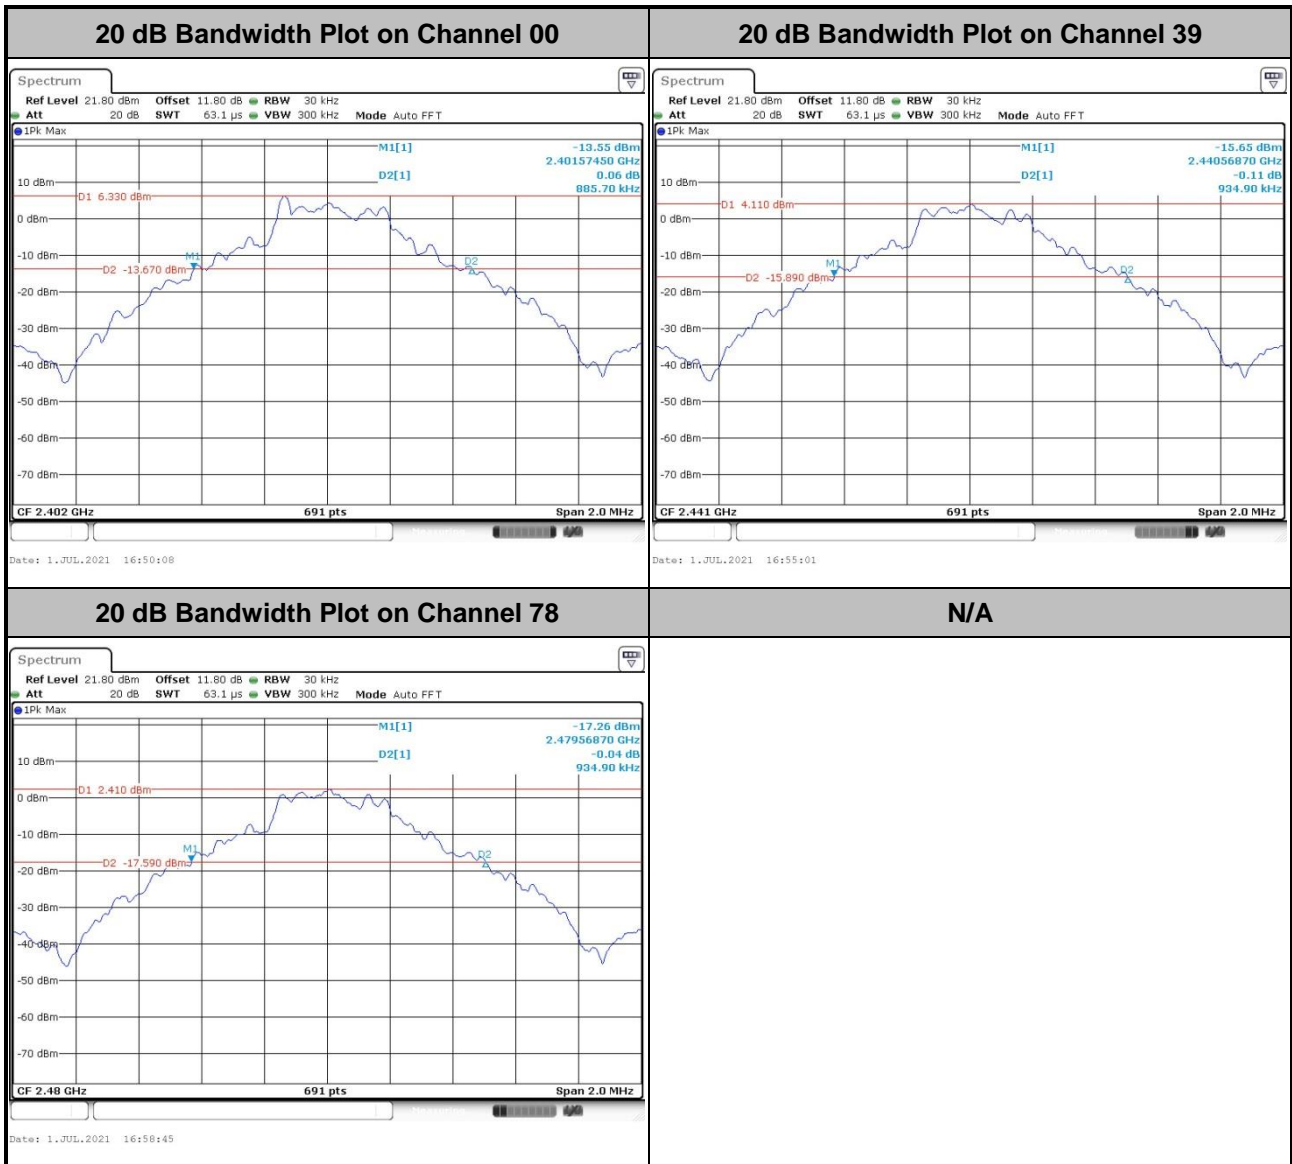 20 dB Bandwidth Plot on Channel 00
20 dB Bandwidth Plot on Channel 39
Spectrum
Ref Level 21.80 dBm Offset 11.80 dB RBW 30 kHz
Att 20 dB SWT 63.1 µs VBW 300 kHz Mode Auto FFT
1Pk Max
M1[1] -13.55 dBm
2.40157450 GHz
D2[1] 0.06 dB
885.70 kHz
10 dBm
D1 6.330 dBm
0 dBm
-10 dBm
M1
D2
D2 -13.670 dBm
-20 dBm
-30 dBm
-40 dBm
-50 dBm
-60 dBm
-70 dBm
CF 2.402 GHz 691 pts Span 2.0 MHz
Date: 1.JUL.2021 16:50:08
Spectrum
Ref Level 21.80 dBm Offset 11.80 dB RBW 30 kHz
Att 20 dB SWT 63.1 µs VBW 300 kHz Mode Auto FFT
1Pk Max
M1[1] -15.65 dBm
2.44056870 GHz
D2[1] -0.11 dB
934.90 kHz
10 dBm
D1 4.110 dBm
0 dBm
-10 dBm
M1
D2
D2 -15.890 dBm
-20 dBm
-30 dBm
-40 dBm
-50 dBm
-60 dBm
-70 dBm
CF 2.441 GHz 691 pts Span 2.0 MHz
Date: 1.JUL.2021 16:55:01
20 dB Bandwidth Plot on Channel 78
N/A
Spectrum
Ref Level 21.80 dBm Offset 11.80 dB RBW 30 kHz
Att 20 dB SWT 63.1 µs VBW 300 kHz Mode Auto FFT
1Pk Max
M1[1] -17.26 dBm
2.47956870 GHz
D2[1] -0.04 dB
934.90 kHz
10 dBm
D1 2.410 dBm
0 dBm
-10 dBm
M1
D2
D2 -17.590 dBm
-20 dBm
-30 dBm
-40 dBm
-50 dBm
-60 dBm
-70 dBm
CF 2.48 GHz 691 pts Span 2.0 MHz
Date: 1.JUL.2021 16:58:45